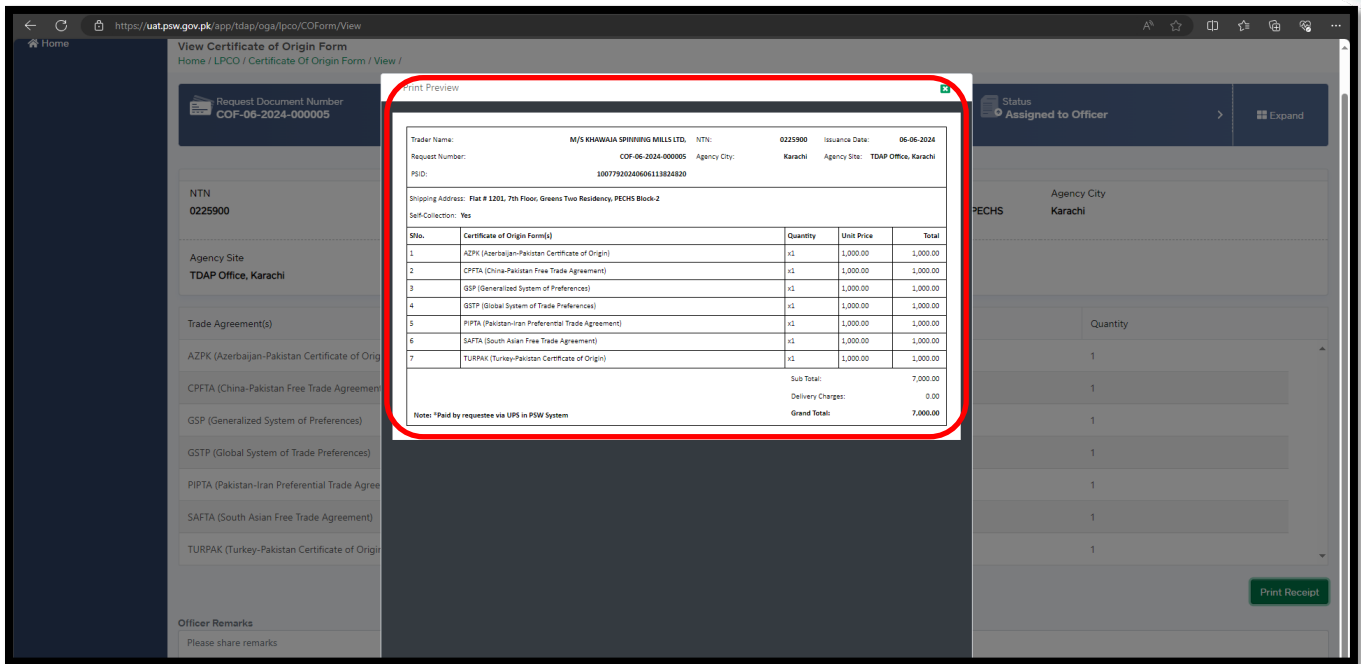 https://uat.psw.gov.pk/app/tdap/oga/lpco/COForm/View
Home
View Certificate of Origin Form
Home / LPCO / Certificate Of Origin Form / View /
Request Document Number
COF-06-2024-000005
Status
Assigned to Officer
Expand
NTN
0225900
PECHS
Agency City
Karachi
Agency Site
TDAP Office, Karachi
Trade Agreement(s) Quantity
AZPK (Azerbaijan-Pakistan Certificate of Orig 1
CPFTA (China-Pakistan Free Trade Agreement 1
GSP (Generalized System of Preferences) 1
GSTP (Global System of Trade Preferences) 1
PIPTA (Pakistan-Iran Preferential Trade Agree 1
SAFTA (South Asian Free Trade Agreement) 1
TURPAK (Turkey-Pakistan Certificate of Origin 1
Print Receipt
Officer Remarks
Please share remarks
Print Preview
Trader Name: M/S KHAWAJA SPINNING MILLS LTD, NTN: 0225900 Issuance Date: 06-06-2024
Request Number: COF-06-2024-000005 Agency City: Karachi Agency Site: TDAP Office, Karachi
PSID: 10077920240606113824820
Shipping Address: Flat # 1201, 7th Floor, Greens Two Residency, PECHS Block-2
Self-Collection: Yes
SNo. Certificate of Origin Form(s) Quantity Unit Price Total
1 AZPK (Azerbaijan-Pakistan Certificate of Origin) x1 1,000.00 1,000.00
2 CPFTA (China-Pakistan Free Trade Agreement) x1 1,000.00 1,000.00
3 GSP (Generalized System of Preferences) x1 1,000.00 1,000.00
4 GSTP (Global System of Trade Preferences) x1 1,000.00 1,000.00
5 PIPTA (Pakistan-Iran Preferential Trade Agreement) x1 1,000.00 1,000.00
6 SAFTA (South Asian Free Trade Agreement) x1 1,000.00 1,000.00
7 TURPAK (Turkey-Pakistan Certificate of Origin) x1 1,000.00 1,000.00
Sub Total: 7,000.00
Delivery Charges: 0.00
Note: *Paid by requestee via UPS in PSW System Grand Total: 7,000.00